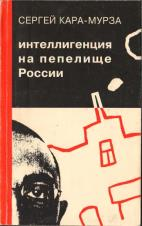 СЕРГЕЙ КАРА-МУРЗА
интеллигенция
на пепелище
России